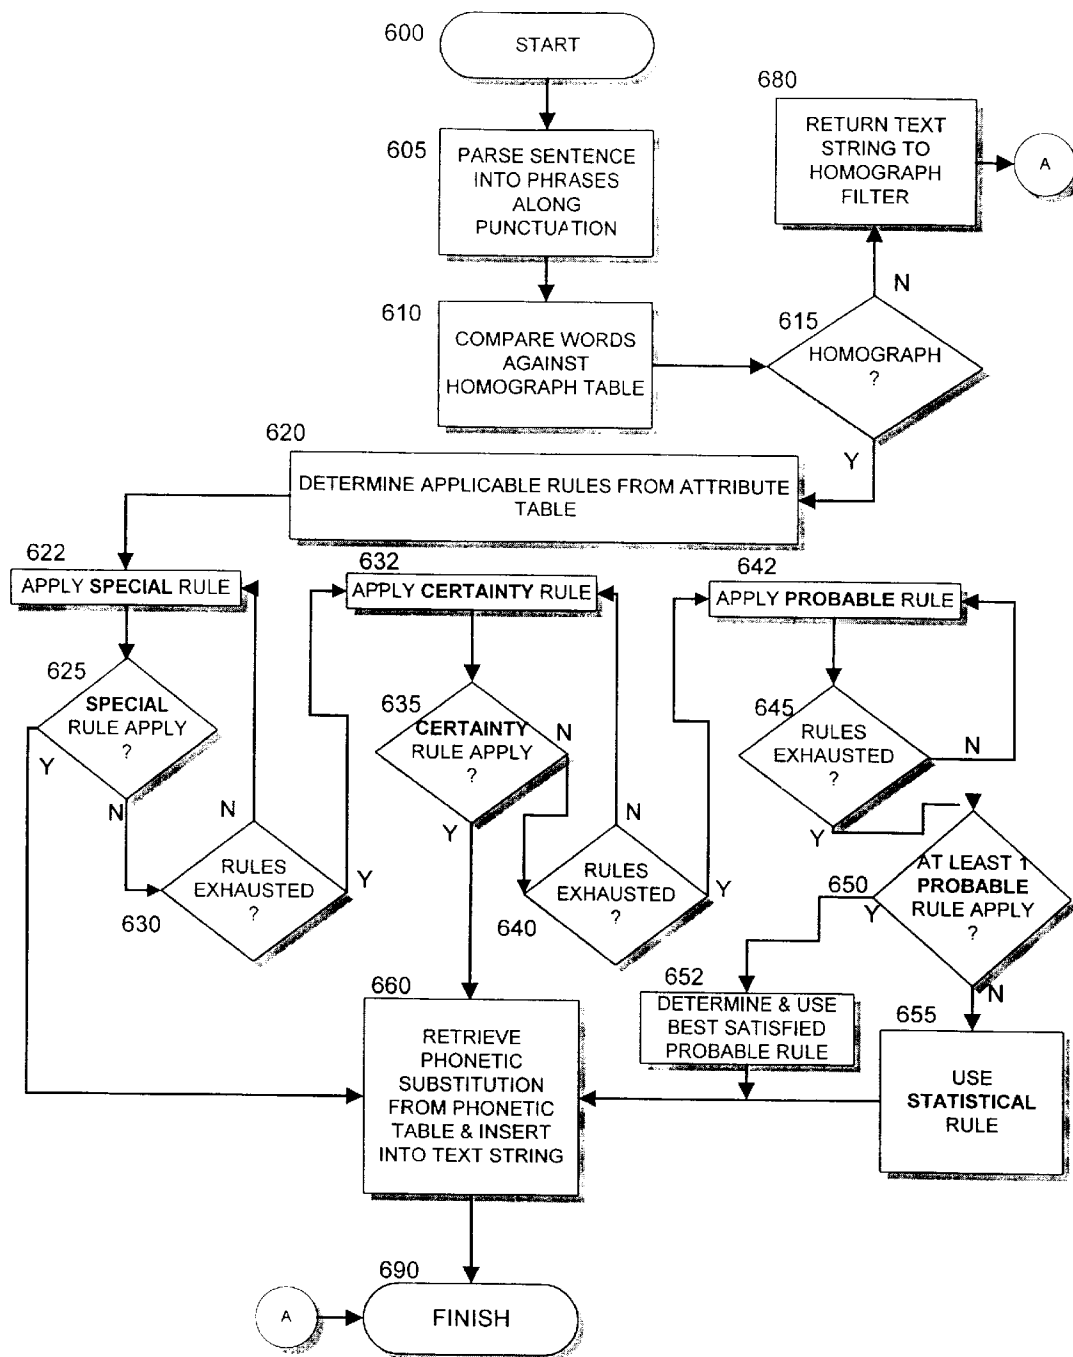 600
START
680
RETURN TEXT
STRING TO
HOMOGRAPH
FILTER
A
605
PARSE SENTENCE
INTO PHRASES
ALONG
PUNCTUATION
610
COMPARE WORDS
AGAINST
HOMOGRAPH TABLE
N
615
HOMOGRAPH
?
Y
620
DETERMINE APPLICABLE RULES FROM ATTRIBUTE
TABLE
622
APPLY SPECIAL RULE
625
SPECIAL
RULE APPLY
?
Y
N
N
RULES
EXHAUSTED
?
Y
630
632
APPLY CERTAINTY RULE
635
CERTAINTY
RULE APPLY
?
N
Y
N
RULES
EXHAUSTED
?
Y
640
642
APPLY PROBABLE RULE
645
RULES
EXHAUSTED
?
N
Y
650
AT LEAST 1
PROBABLE
RULE APPLY
?
Y
N
652
DETERMINE & USE
BEST SATISFIED
PROBABLE RULE
655
USE
STATISTICAL
RULE
660
RETRIEVE
PHONETIC
SUBSTITUTION
FROM PHONETIC
TABLE & INSERT
INTO TEXT STRING
690
A
FINISH